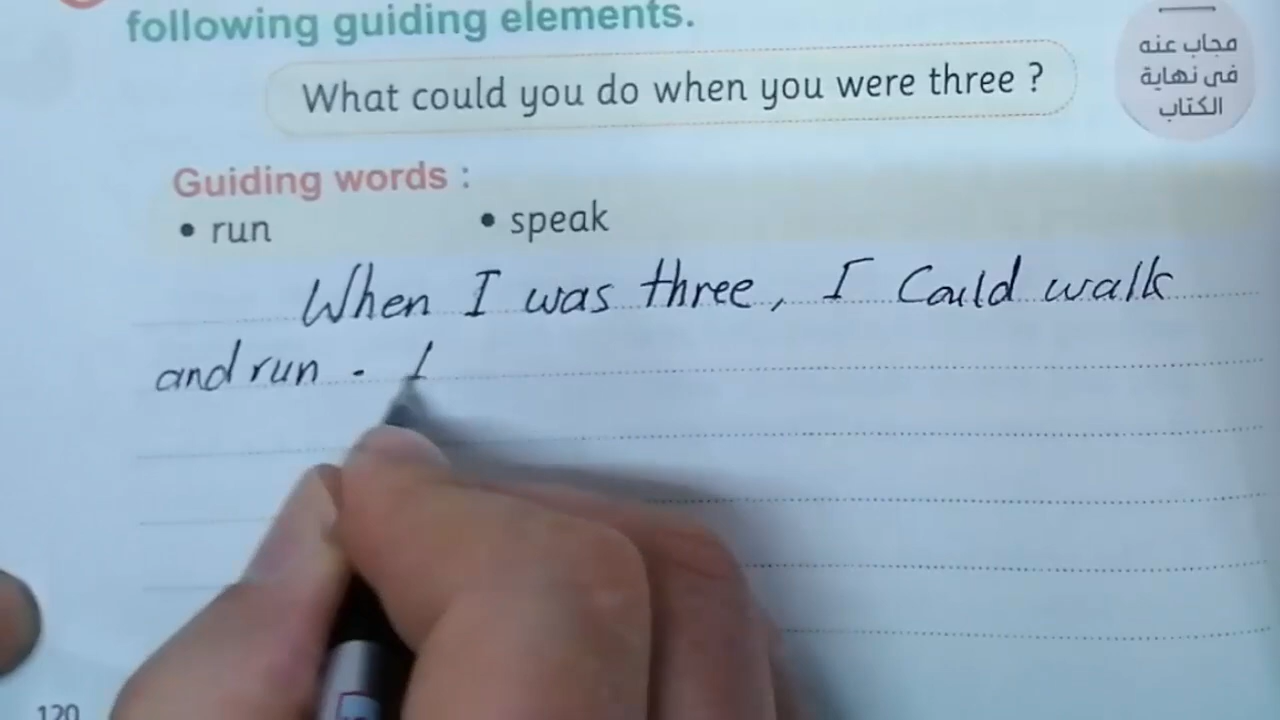 following guiding elements.
مجاب عنه
فى نهاية
الكتاب
What could you do when you were three ?
Guiding words :
• run • speak
When I was three, I Could walk
and run . I
120